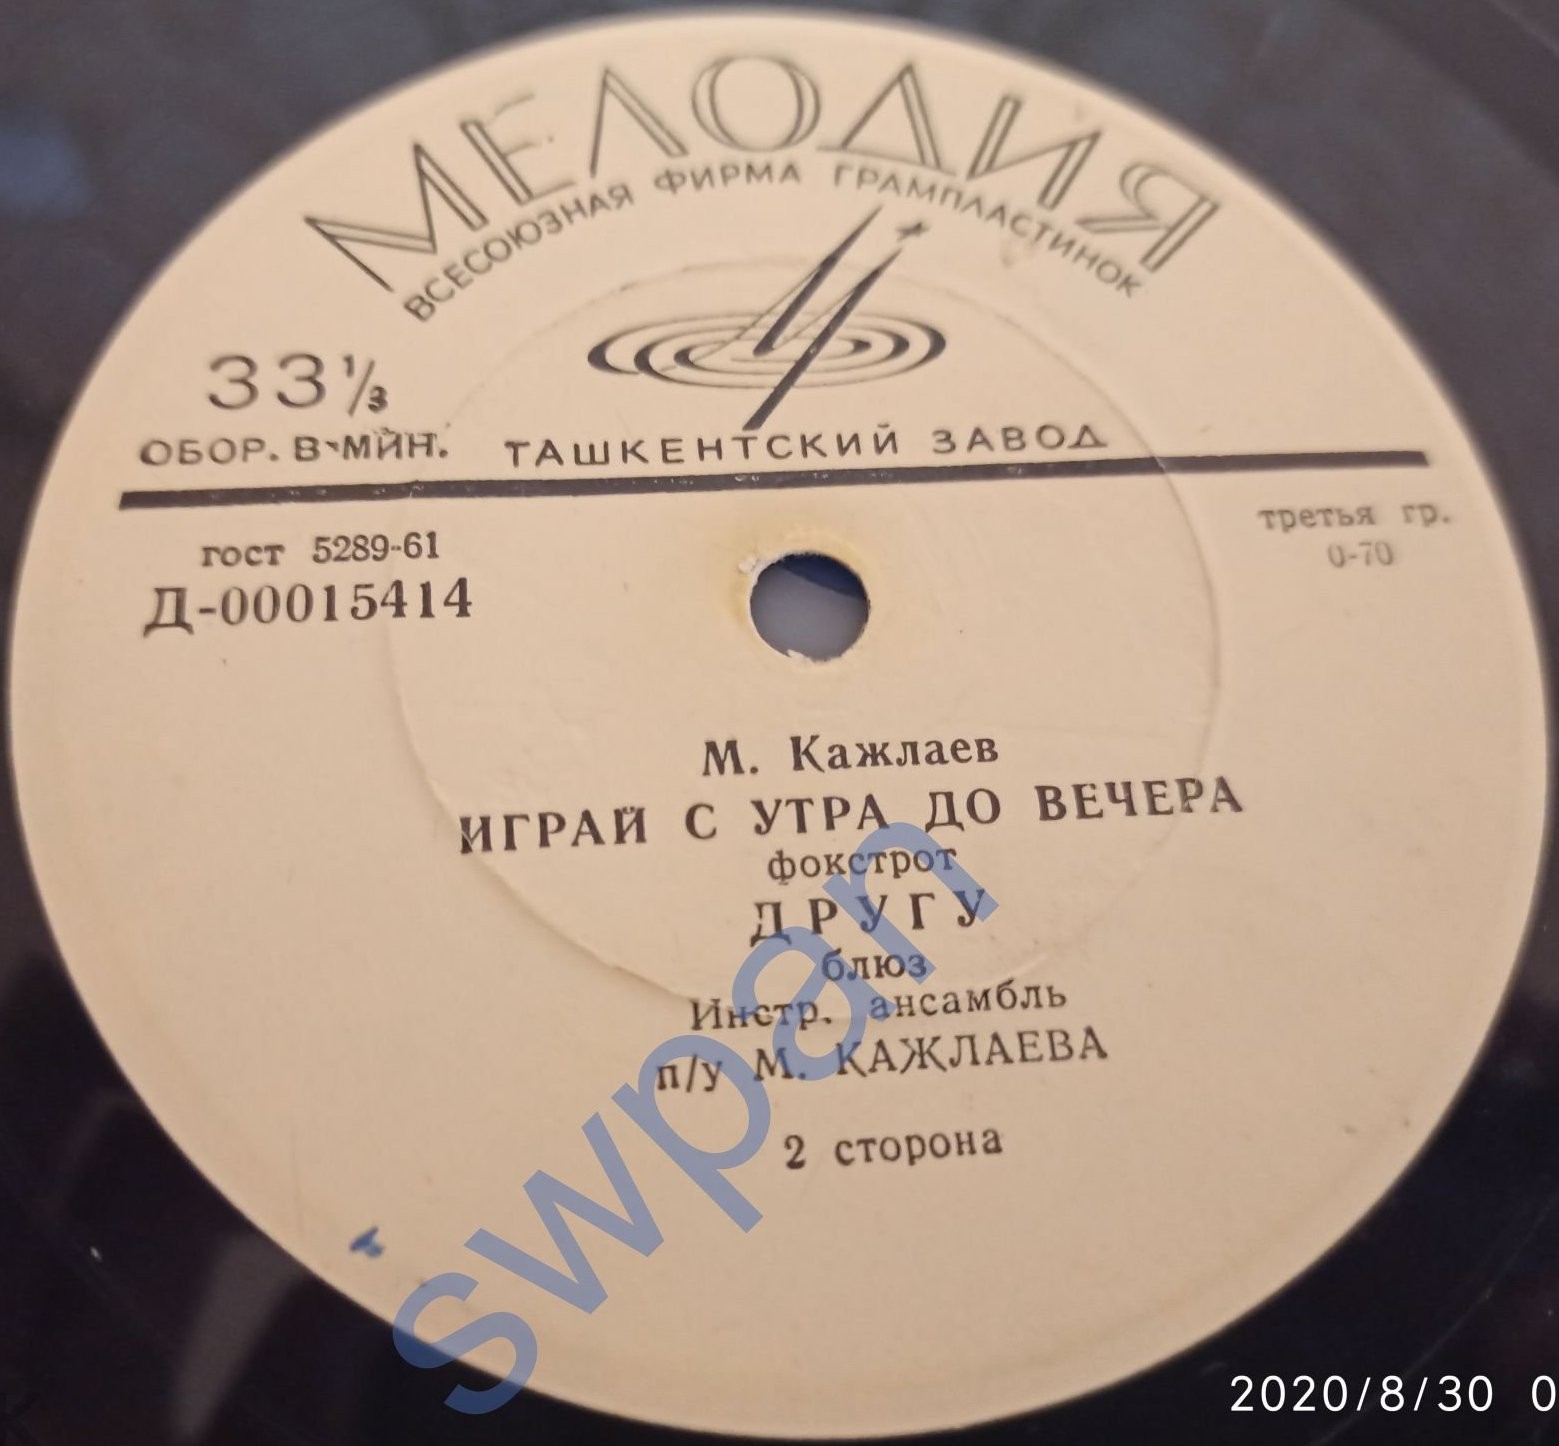 МЕЛОДИЯ
ВСЕСОЮЗНАЯ ФИРМА ГРАМПЛАСТИНОК
33⅓
ОБОР. В МИН. ТАШКЕНТСКИЙ ЗАВОД
гост 5289-61
третья гр.
0-70
Д-00015414
М. Кажлаев
ИГРАЙ С УТРА ДО ВЕЧЕРА
фокстрот
ДРУГУ
блюз
Инстр. ансамбль
п/у М. КАЖЛАЕВА
2 сторона
swpan
2020/8/30 0